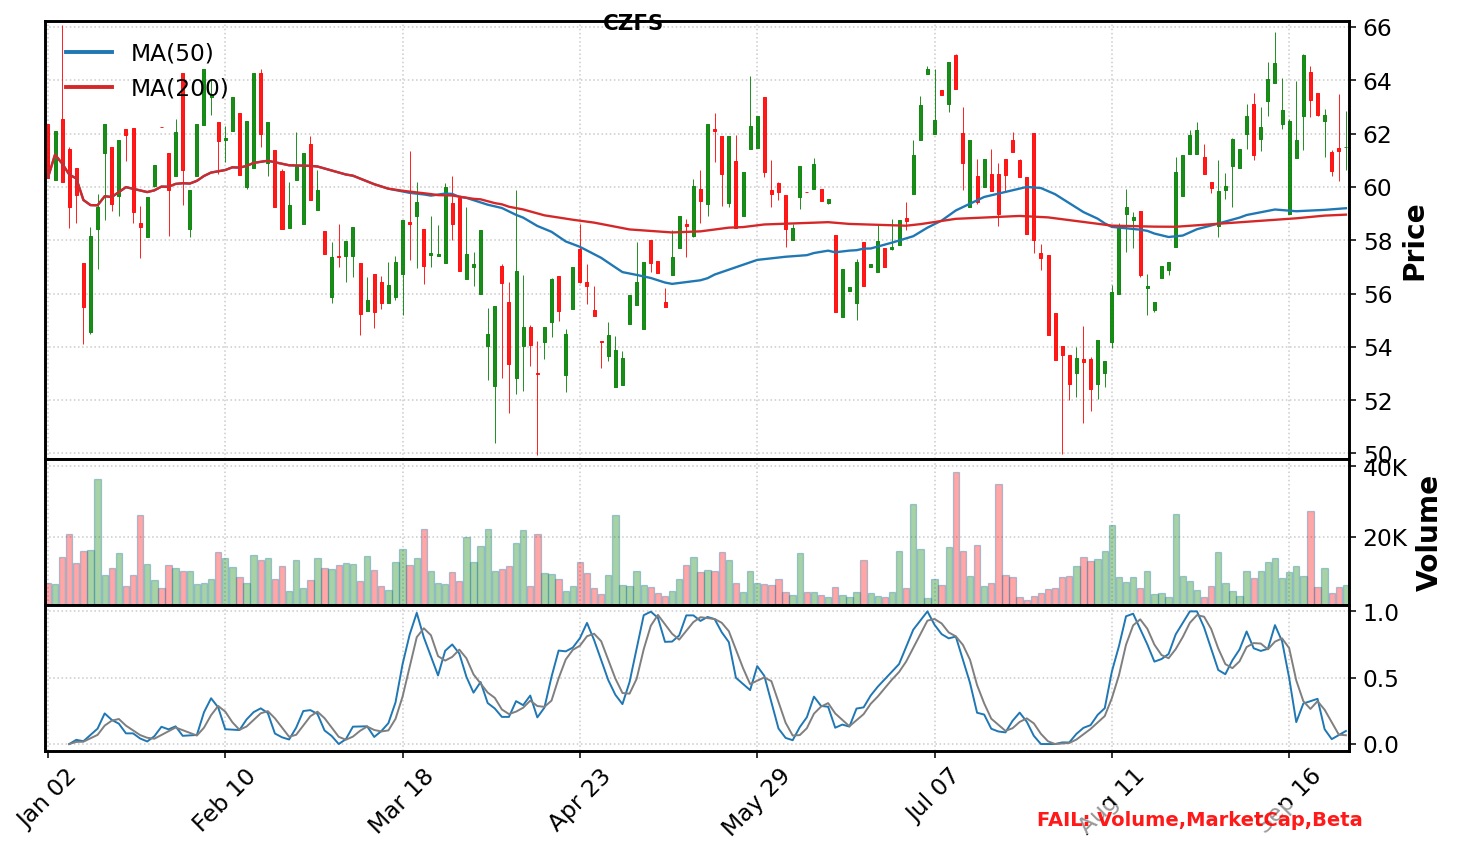 CZFS
MA(50)
MA(200)
66
64
62
60
58
56
54
52
50
Price
40K
20K
Volume
1.0
0.5
0.0
Jan 02
Feb 10
Mar 18
Apr 23
May 29
Jul 07
Aug 11
Sep 16
FAIL: Volume,MarketCap,Beta